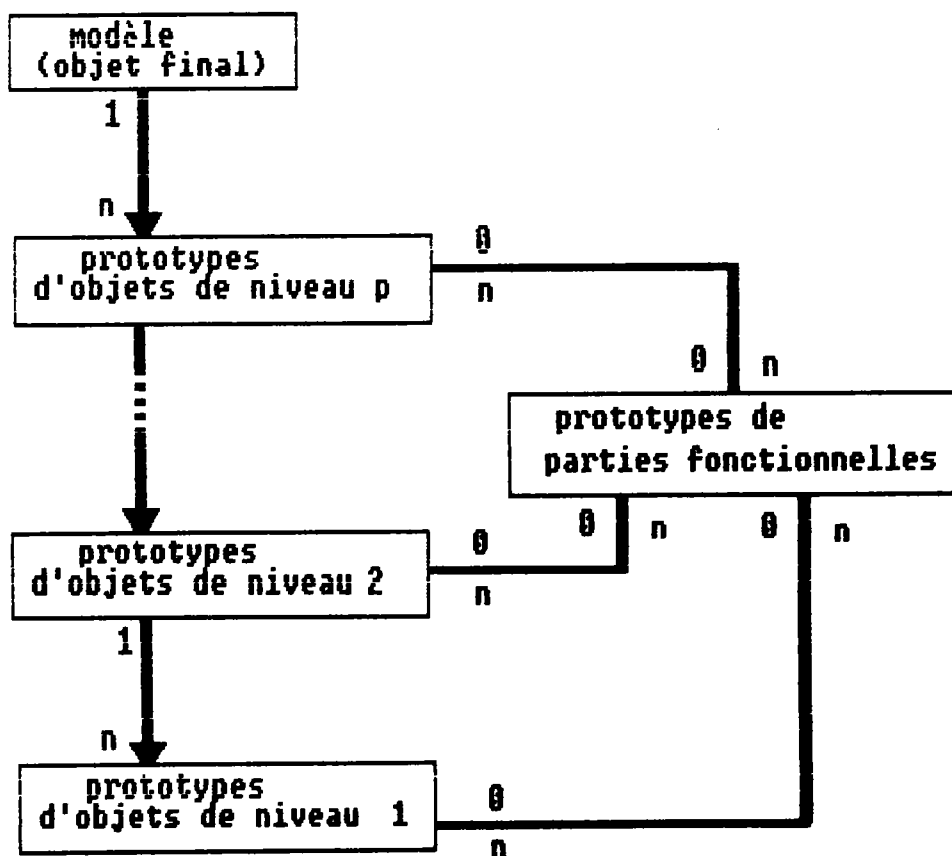 modèle
(objet final)
1
n
prototypes
d'objets de niveau p
0
n
0 n
prototypes de
parties fonctionnelles
0 n
0 n
prototypes
d'objets de niveau 2
0
n
1
n
prototypes
d'objets de niveau 1
0
n